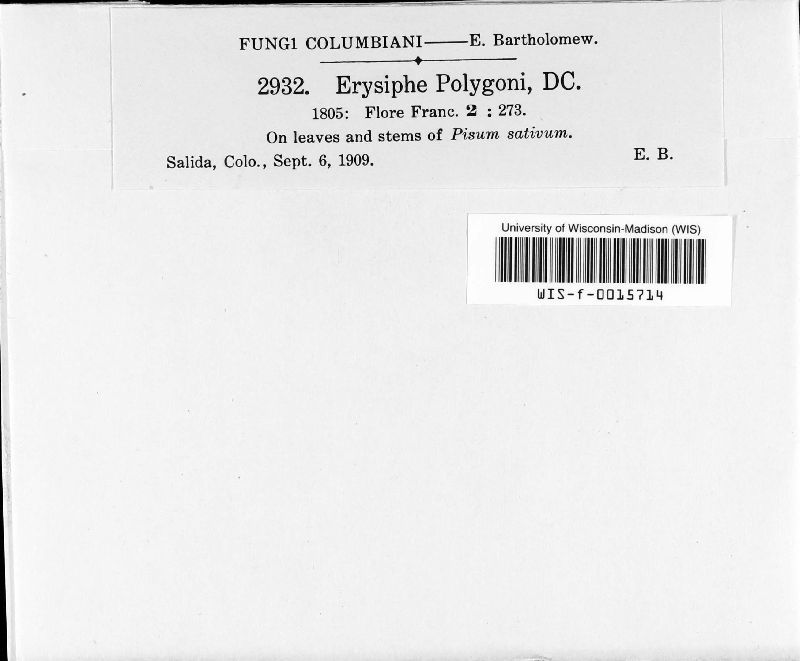 FUNG1 COLUMBIANI——E. Bartholomew.
2932. Erysiphe Polygoni, DC.
1805: Flore Franc. 2 : 273.
On leaves and stems of Pisum sativum.
Salida, Colo., Sept. 6, 1909. E. B.
University of Wisconsin-Madison (WIS)
WIS-f-0015714